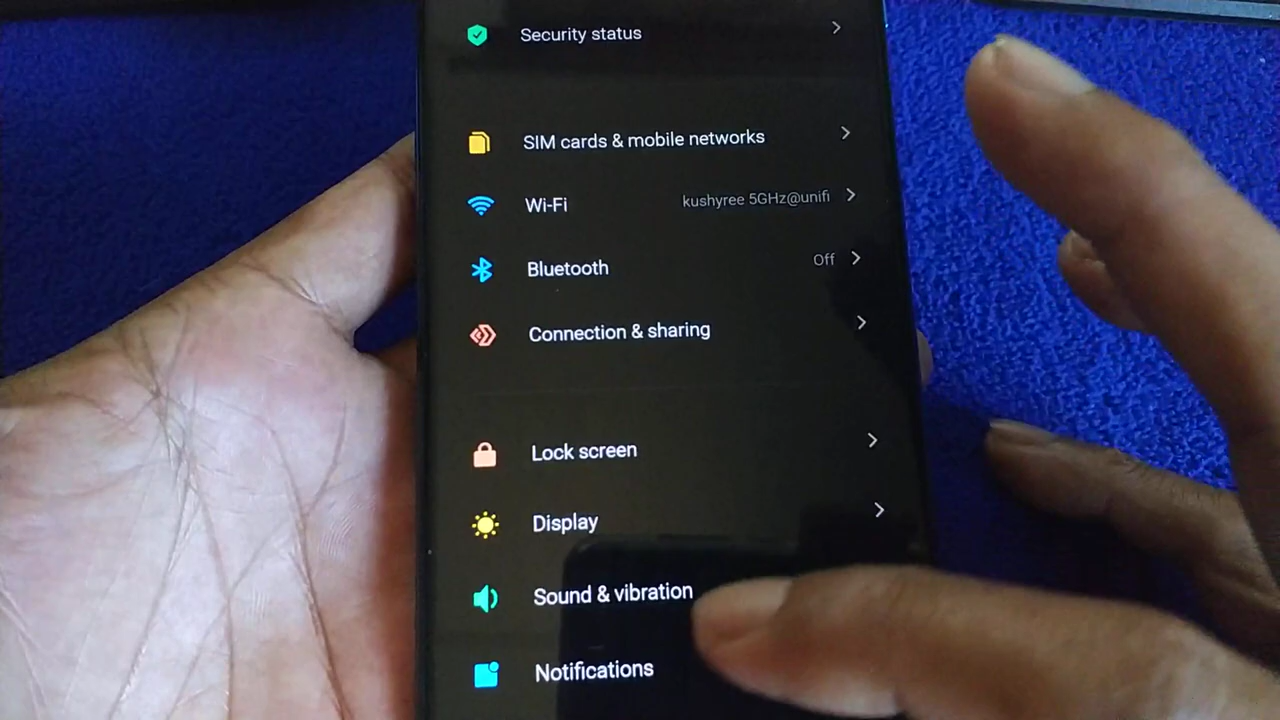 Security status
SIM cards & mobile networks
Wi-Fi kushyree 5GHz@unifi
Bluetooth Off
Connection & sharing
Lock screen
Display
Sound & vibration
Notifications